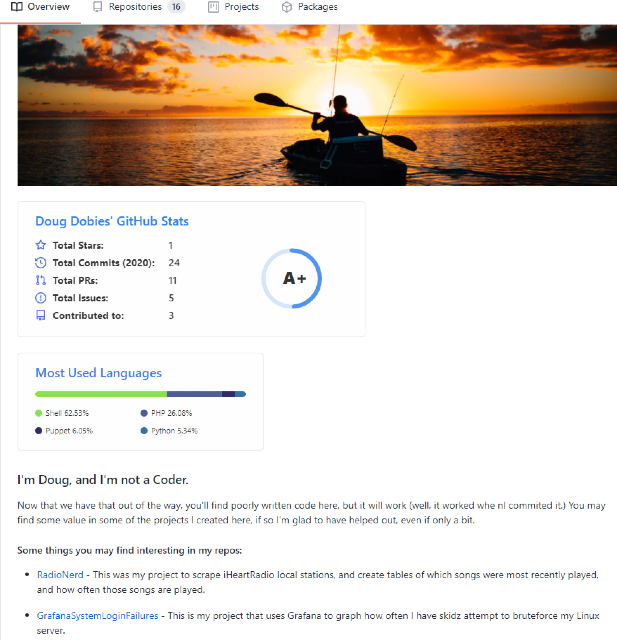 Overview Repositories 16 Projects Packages
Doug Dobies' GitHub Stats
Total Stars: 1
Total Commits (2020): 24
Total PRs: 11
Total Issues: 5
Contributed to: 3
A+
Most Used Languages
Shell 62.53% PHP 26.08%
Puppet 6.05% Python 5.34%
I'm Doug, and I'm not a Coder.
Now that we have that out of the way, you'll find poorly written code here, but it will work (well, it worked whe nI commited it.) You may
find some value in some of the projects I created here, if so I'm glad to have helped out, even if only a bit.
Some things you may find interesting in my repos:
RadioNerd - This was my project to scrape iHeartRadio local stations, and create tables of which songs were most recently played,
and how often those songs are played.
GrafanaSystemLoginFailures - This is my project that uses Grafana to graph how often I have skidz attempt to bruteforce my Linux
server.